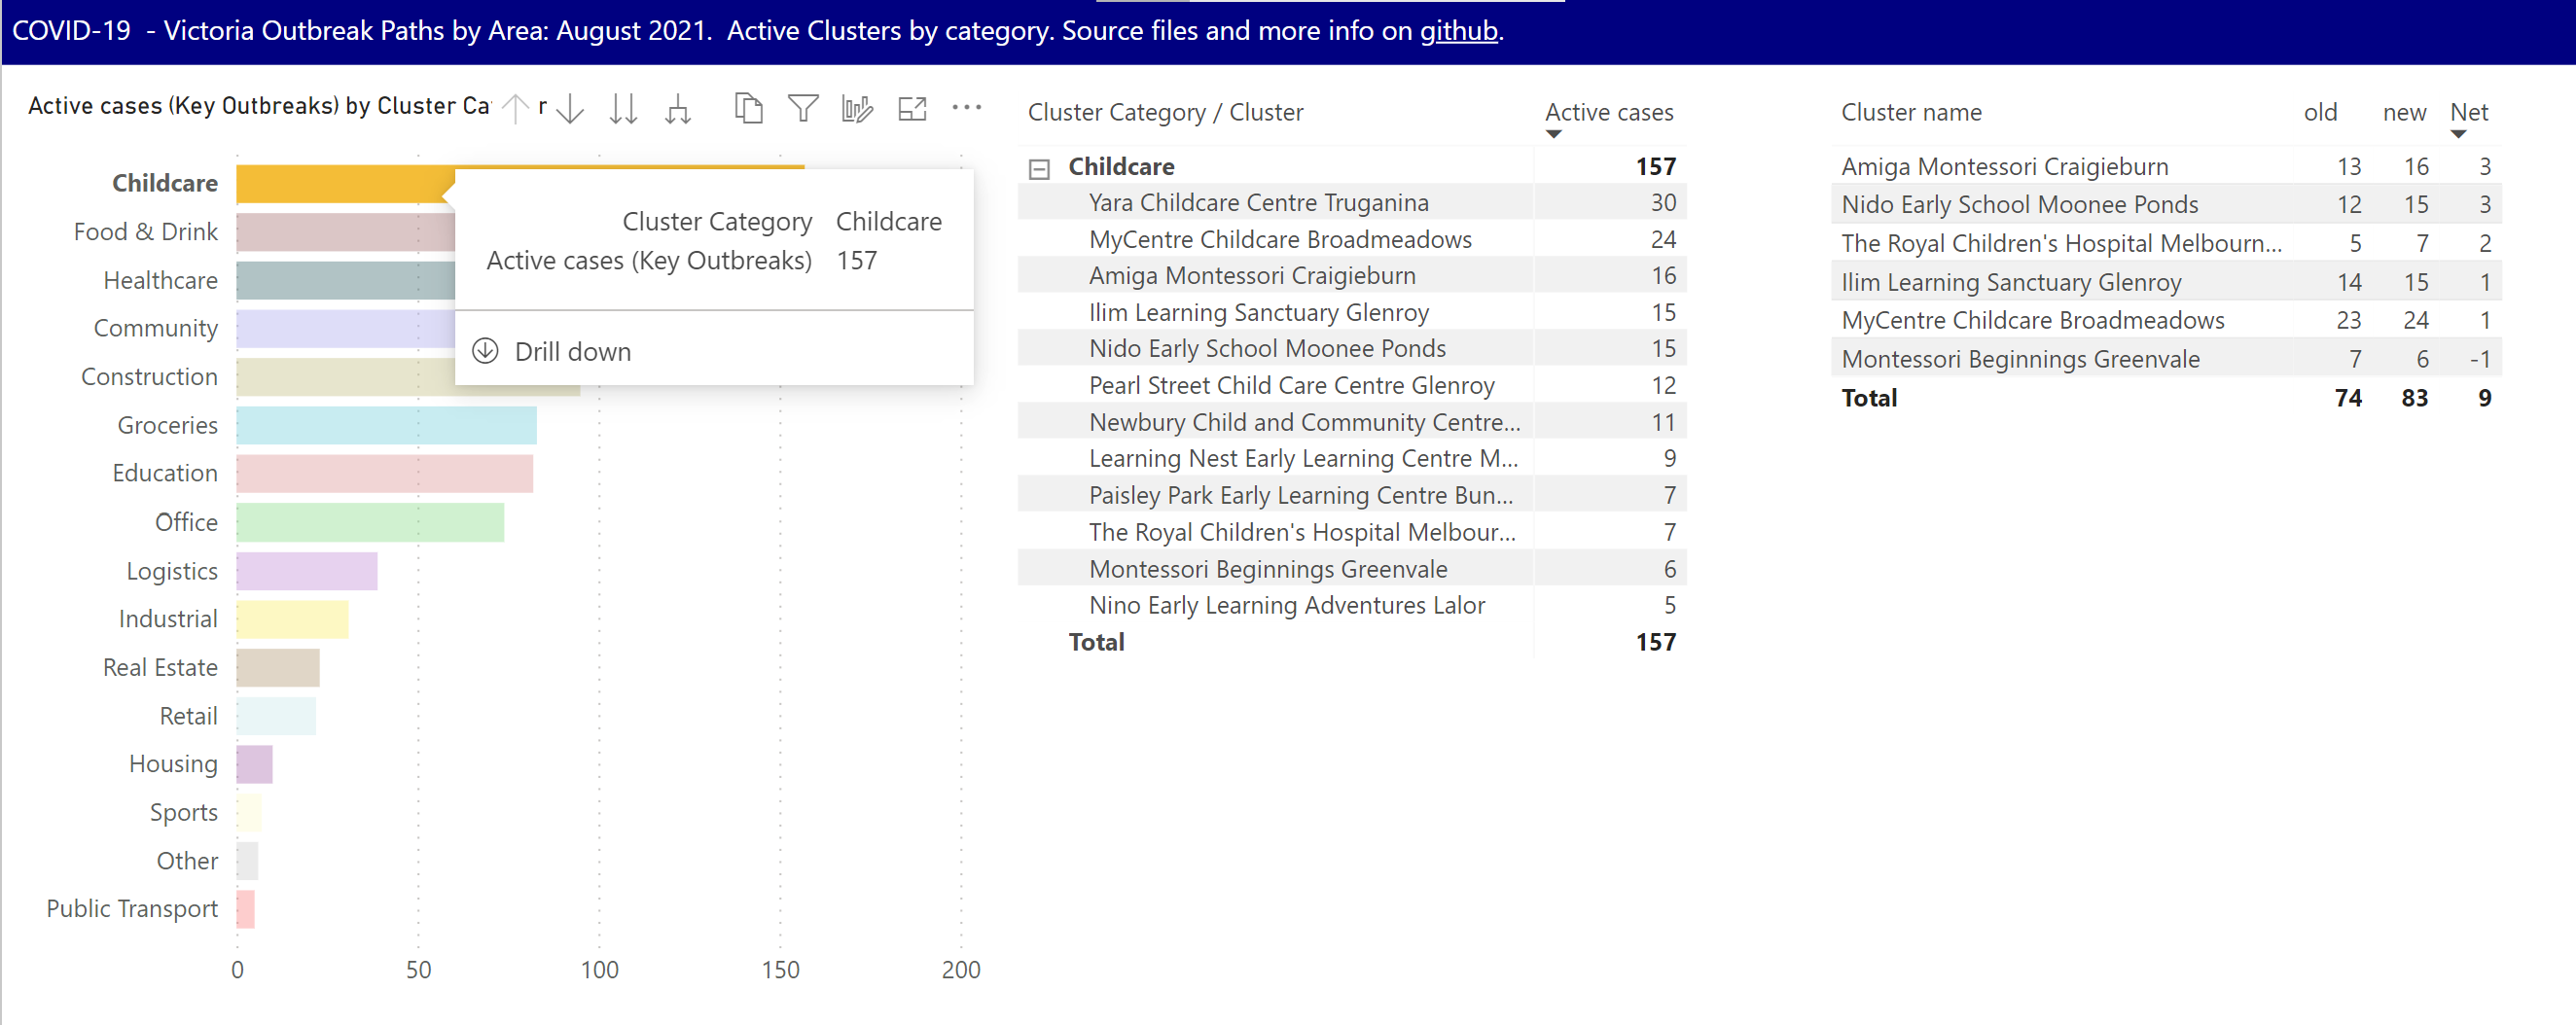 COVID-19  - Victoria Outbreak Paths by Area: August 2021.  Active Clusters by category. Source files and more info on github.
Active cases (Key Outbreaks) by Cluster Ca r
Childcare
Food & Drink
Healthcare
Community
Construction
Groceries
Education
Office
Logistics
Industrial
Real Estate
Retail
Housing
Sports
Other
Public Transport
0 50 100 150 200
Cluster Category Childcare
Active cases (Key Outbreaks) 157
Drill down
Cluster Category / Cluster Active cases
Childcare 157
Yara Childcare Centre Truganina 30
MyCentre Childcare Broadmeadows 24
Amiga Montessori Craigieburn 16
Ilim Learning Sanctuary Glenroy 15
Nido Early School Moonee Ponds 15
Pearl Street Child Care Centre Glenroy 12
Newbury Child and Community Centre... 11
Learning Nest Early Learning Centre M... 9
Paisley Park Early Learning Centre Bun... 7
The Royal Children's Hospital Melbour... 7
Montessori Beginnings Greenvale 6
Nino Early Learning Adventures Lalor 5
Total 157
Cluster name old new Net
Amiga Montessori Craigieburn 13 16 3
Nido Early School Moonee Ponds 12 15 3
The Royal Children's Hospital Melbourn... 5 7 2
Ilim Learning Sanctuary Glenroy 14 15 1
MyCentre Childcare Broadmeadows 23 24 1
Montessori Beginnings Greenvale 7 6 -1
Total 74 83 9